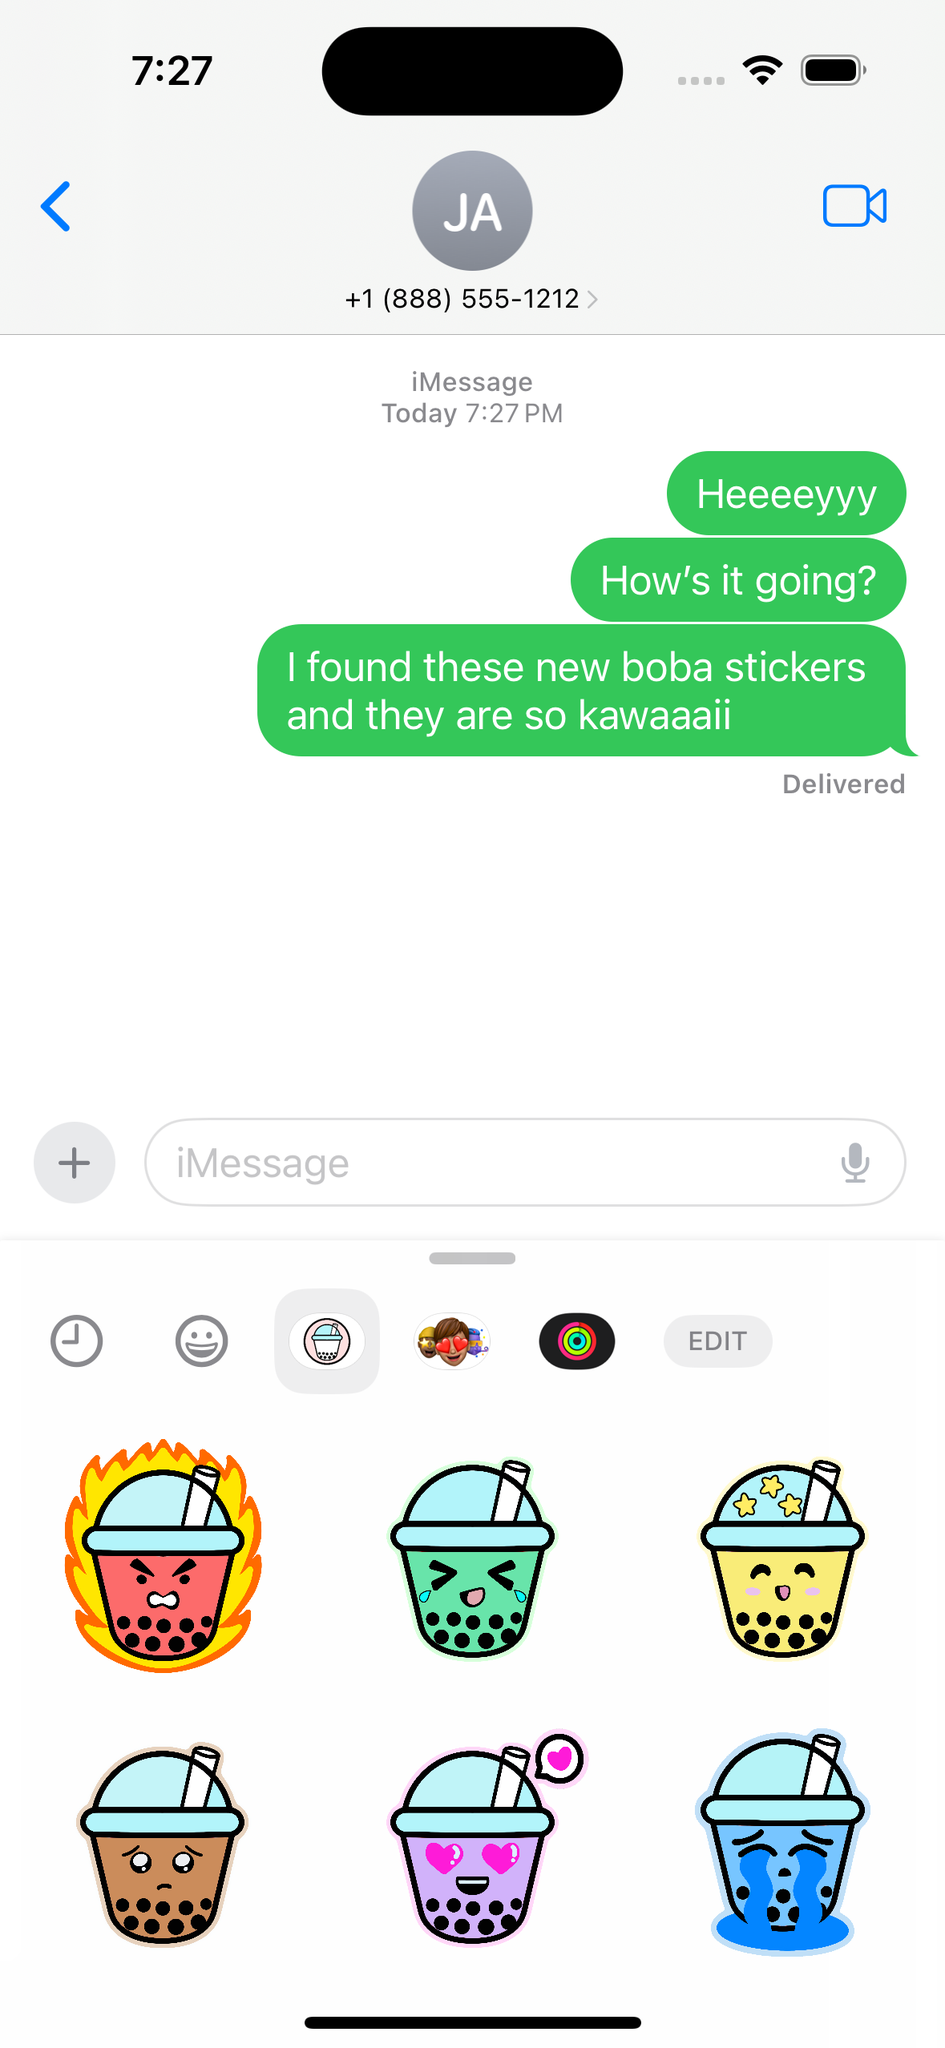 7:27
JA
+1 (888) 555-1212
iMessage
Today 7:27 PM
Heeeeyyy
How’s it going?
I found these new boba stickers
and they are so kawaaaii
Delivered
iMessage
EDIT